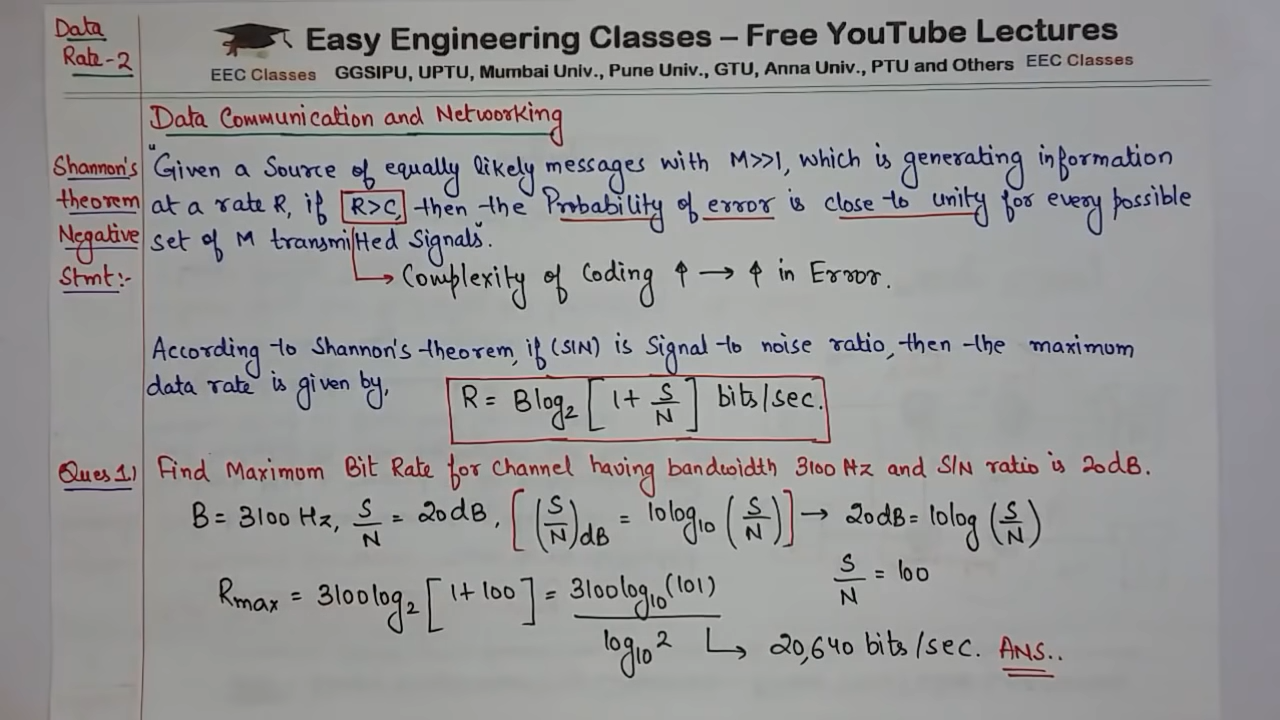 Data
Rate-2
Easy Engineering Classes – Free YouTube Lectures
EEC Classes GGSIPU, UPTU, Mumbai Univ., Pune Univ., GTU, Anna Univ., PTU and Others EEC Classes
Data Communication and Networking
Shannon's
theorem
Negative
Stmt:-
"Given a Source of equally likely messages with M>>1, which is generating information
at a rate R, if R>C, then the Probability of error is close to unity for every possible
set of M transmitted Signals".
→ Complexity of Coding ↑ → ↑ in Error.
According to Shannon's theorem, if (S/N) is Signal to noise ratio, then the maximum
data rate is given by, R = B log₂ [1 + S/N] bits/sec.
Ques 1.) Find Maximum Bit Rate for Channel having bandwidth 3100 Hz and S/N ratio is 20dB.
B = 3100 Hz, S/N = 20dB, [(S/N)dB = 10log₁₀ (S/N)] → 20dB = 10log (S/N)
S/N = 100
Rmax = 3100log₂ [1 + 100] = 3100log₁₀(101) / log₁₀2
→ 20,640 bits/sec. ANS..